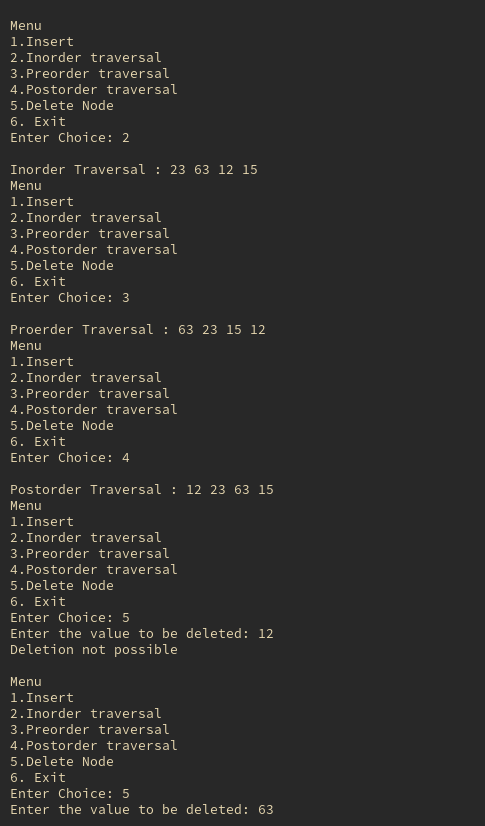 Menu
1.Insert
2.Inorder traversal
3.Preorder traversal
4.Postorder traversal
5.Delete Node
6. Exit
Enter Choice: 2
Inorder Traversal : 23 63 12 15
Menu
1.Insert
2.Inorder traversal
3.Preorder traversal
4.Postorder traversal
5.Delete Node
6. Exit
Enter Choice: 3
Proerder Traversal : 63 23 15 12
Menu
1.Insert
2.Inorder traversal
3.Preorder traversal
4.Postorder traversal
5.Delete Node
6. Exit
Enter Choice: 4
Postorder Traversal : 12 23 63 15
Menu
1.Insert
2.Inorder traversal
3.Preorder traversal
4.Postorder traversal
5.Delete Node
6. Exit
Enter Choice: 5
Enter the value to be deleted: 12
Deletion not possible
Menu
1.Insert
2.Inorder traversal
3.Preorder traversal
4.Postorder traversal
5.Delete Node
6. Exit
Enter Choice: 5
Enter the value to be deleted: 63